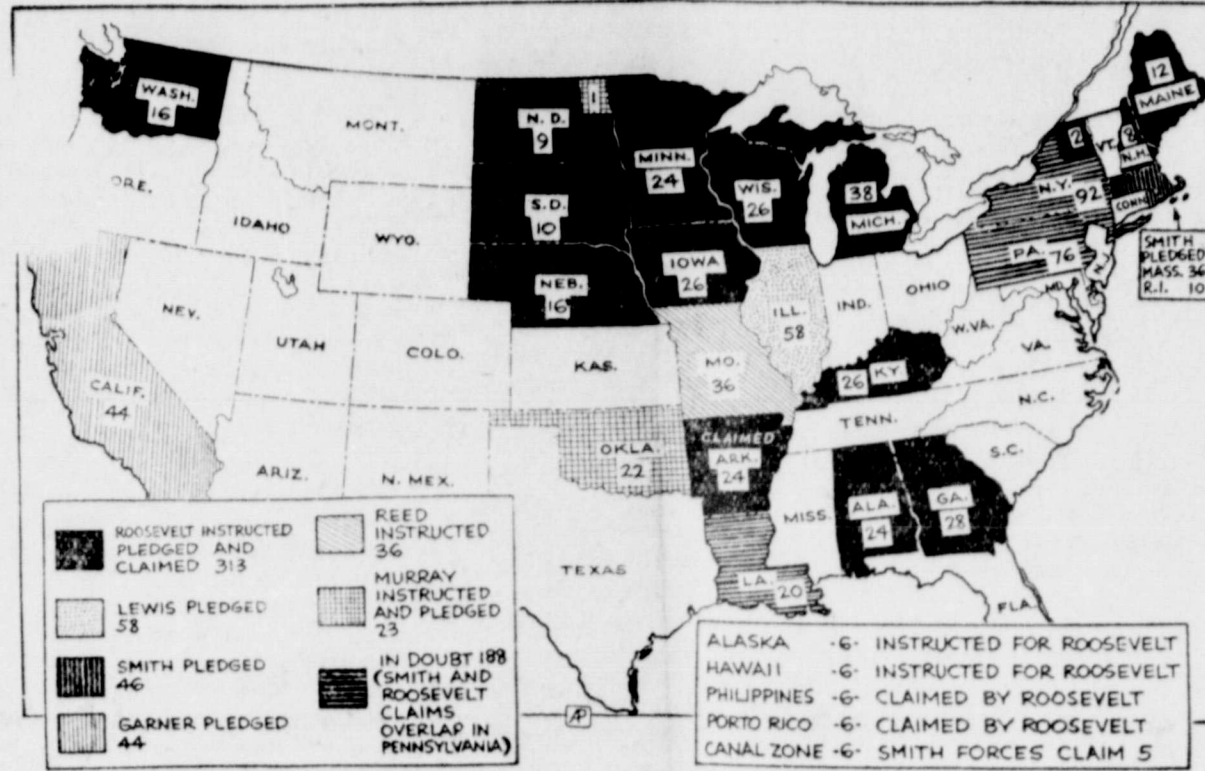 WASH.
16
MONT.
ORE.
IDAHO
WYO.
N. D.
9
1
S. D.
10
NEB.
16
MINN.
24
WIS.
26
38
MICH.
IOWA
26
12
MAINE
2
VT.
8
N.H.
N.Y.
92
CONN.
PA.
76
N.J.
MD.
SMITH
PLEDGED
MASS. 36
R.I. 10
NEV.
UTAH
COLO.
KAS.
CALIF.
44
ARIZ.
N. MEX.
MO.
36
ILL.
58
IND.
OHIO
W.VA.
VA.
26 KY.
TENN.
N.C.
S.C.
OKLA.
22
CLAIMED
ARK.
24
MISS.
ALA.
24
GA.
28
TEXAS
LA.
20
FLA.
ROOSEVELT INSTRUCTED
PLEDGED AND
CLAIMED 313
LEWIS PLEDGED
58
SMITH PLEDGED
46
GARNER PLEDGED
44
REED
INSTRUCTED
36
MURRAY
INSTRUCTED
AND PLEDGED
23
IN DOUBT 188
(SMITH AND
ROOSEVELT
CLAIMS
OVERLAP IN
PENNSYLVANIA)
AP
ALASKA -6- INSTRUCTED FOR ROOSEVELT
HAWAII -6- INSTRUCTED FOR ROOSEVELT
PHILIPPINES -6- CLAIMED BY ROOSEVELT
PORTO RICO -6- CLAIMED BY ROOSEVELT
CANAL ZONE -6- SMITH FORCES CLAIM 5